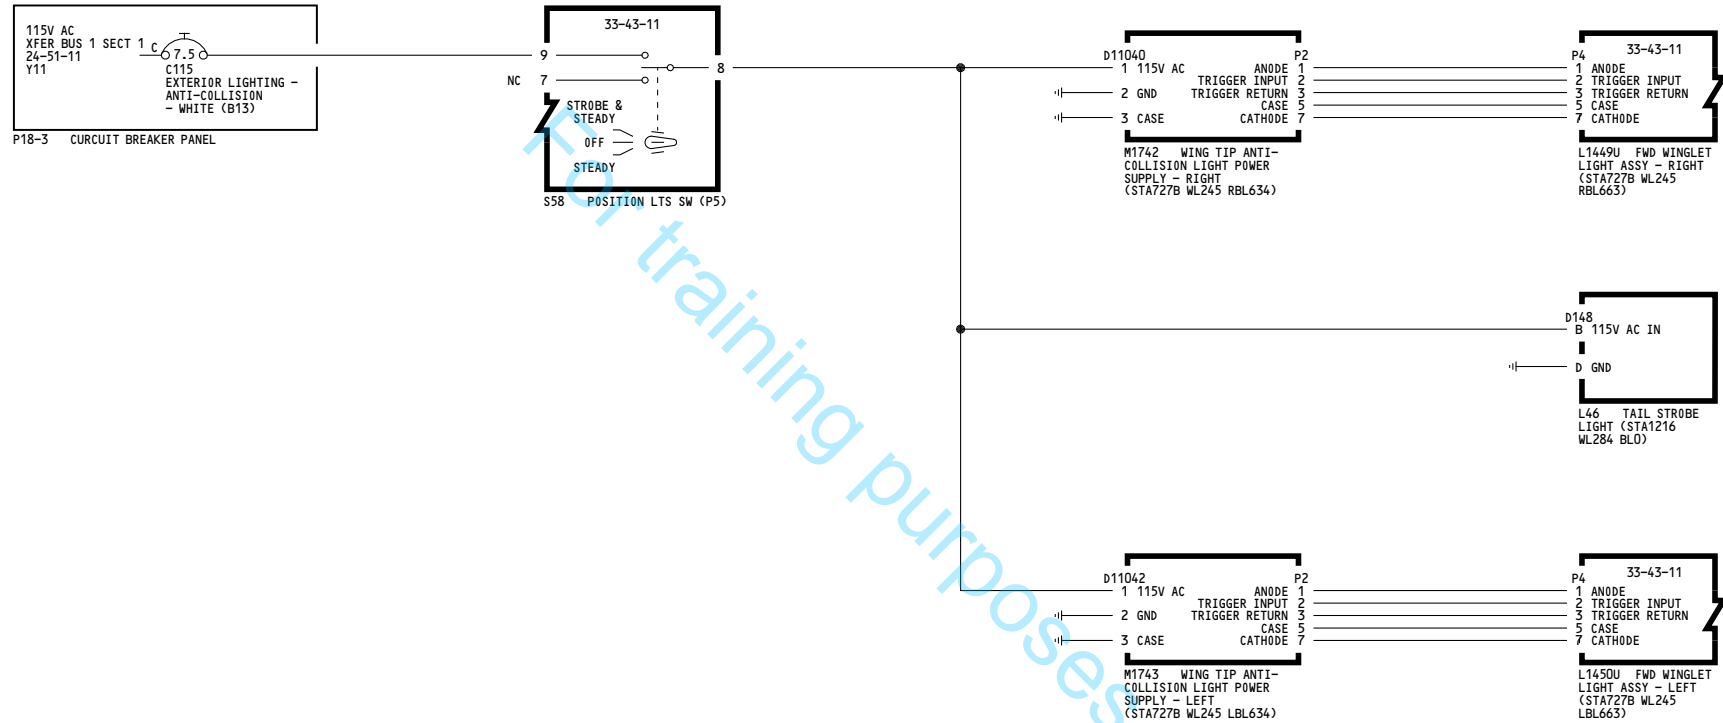 115V AC
XFER BUS 1 SECT 1
24-51-11
Y11
C
7.5
C115
EXTERIOR LIGHTING -
ANTI-COLLISION
- WHITE (B13)
P18-3 CURCUIT BREAKER PANEL
33-43-11
9
8
NC 7
STROBE &
STEADY
OFF
STEADY
S58 POSITION LTS SW (P5)
D11040 P2
1 115V AC ANODE 1
TRIGGER INPUT 2
2 GND TRIGGER RETURN 3
CASE 5
3 CASE CATHODE 7
M1742 WING TIP ANTI-
COLLISION LIGHT POWER
SUPPLY - RIGHT
(STA727B WL245 RBL634)
P4 33-43-11
1 ANODE
2 TRIGGER INPUT
3 TRIGGER RETURN
5 CASE
7 CATHODE
L1449U FWD WINGLET
LIGHT ASSY - RIGHT
(STA727B WL245
RBL663)
D148
B 115V AC IN
D GND
L46 TAIL STROBE
LIGHT (STA1216
WL284 BL0)
D11042 P2
1 115V AC ANODE 1
TRIGGER INPUT 2
2 GND TRIGGER RETURN 3
CASE 5
3 CASE CATHODE 7
M1743 WING TIP ANTI-
COLLISION LIGHT POWER
SUPPLY - LEFT
(STA727B WL245 LBL634)
P4 33-43-11
1 ANODE
2 TRIGGER INPUT
3 TRIGGER RETURN
5 CASE
7 CATHODE
L1450U FWD WINGLET
LIGHT ASSY - LEFT
(STA727B WL245
LBL663)
For training purposes